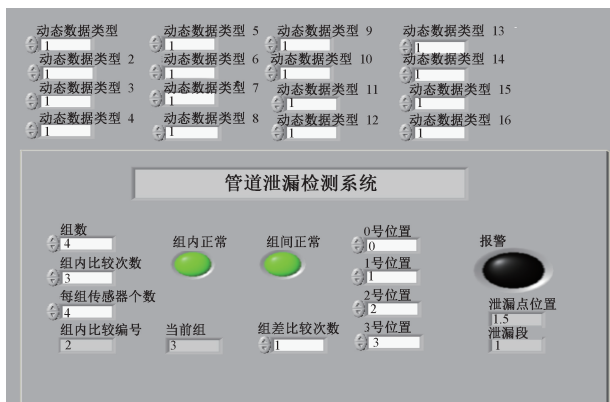 动态数据类型 动态数据类型 5 动态数据类型 9 动态数据类型 13
1 1 1 1
动态数据类型 2 动态数据类型 6 动态数据类型 10 动态数据类型 14
1 1 1 1
动态数据类型 3 动态数据类型 7 动态数据类型 11 动态数据类型 15
1 1 1 1
动态数据类型 4 动态数据类型 8 动态数据类型 12 动态数据类型 16
1 1 1 1
管道泄漏检测系统
组数 组内正常 组间正常 0号位置 报警
4 0
组内比较次数 1号位置
3 1
每组传感器个数 2号位置 泄漏点位置
4 2 1.5
组内比较编号 当前组 组差比较次数 3号位置 泄漏段
2 3 1 3 1